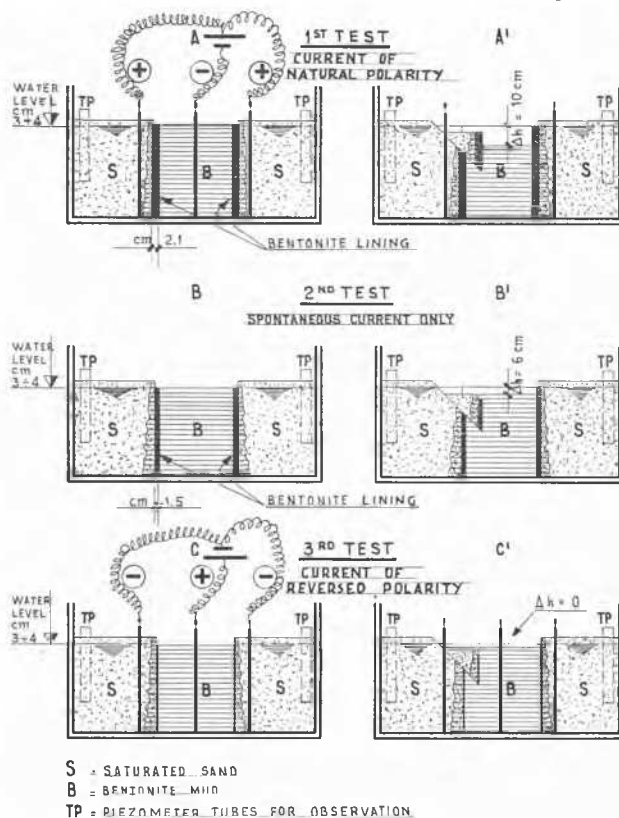 A 1ST TEST A'
CURRENT OF
NATURAL POLARITY
+ − +
WATER
LEVEL
cm
3÷4
TP TP TP TP
Δh = 10 cm
S B S S B S
cm 2.1
BENTONITE LINING
B 2ND TEST B'
SPONTANEOUS CURRENT ONLY
WATER
LEVEL
cm
3÷4
TP TP TP TP
Δh = 6 cm
S B S S B S
cm 1.5
BENTONITE LINING
C 3RD TEST C'
CURRENT OF
REVERSED POLARITY
− + −
WATER
LEVEL
cm
3÷4
TP TP TP TP
Δh = 0
S B S S B S
S = SATURATED SAND
B = BENTONITE MUD
TP = PIEZOMETER TUBES FOR OBSERVATION